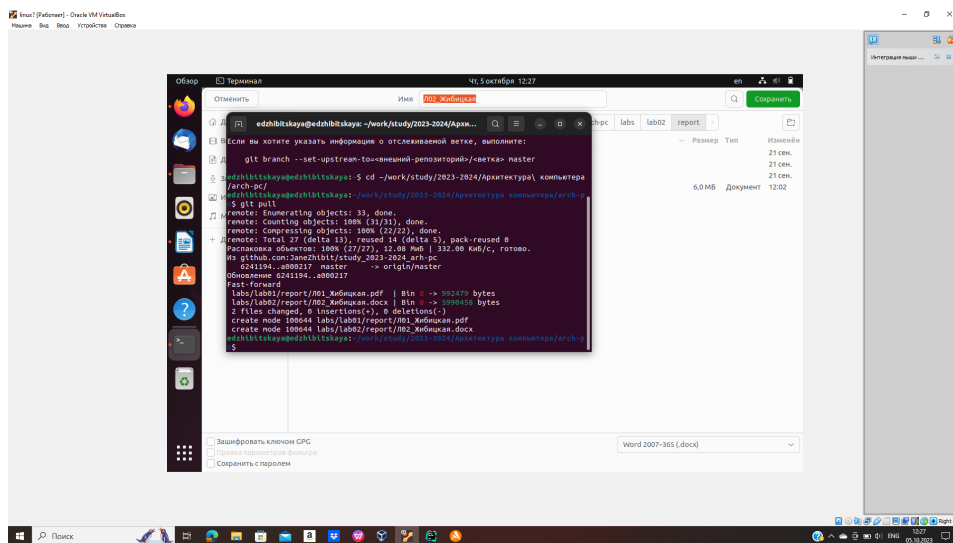 linux? [Работает] - Oracle VM VirtualBox
Машина Вид Ввод Устройства Справка
Интеграция мыши ...
Обзор Терминал Чт, 5 октября 12:27 en
Отменить Имя Л02_Жибицкая Сохранить
edzhibitskaya@edzhibitskaya: ~/work/study/2023-2024/Архи...
ch-pc labs lab02 report
Размер Тип Изменён
21 сен.
21 сен.
21 сен.
6,0 МБ Документ 12:02
Если вы хотите указать информацию о отслеживаемой ветке, выполните:
git branch --set-upstream-to=<внешний-репозиторий>/<ветка> master
edzhibitskaya@edzhibitskaya:~$ cd ~/work/study/2023-2024/Архитектура\ компьютера
/arch-pc/
edzhibitskaya@edzhibitskaya:~/work/study/2023-2024/Архитектура компьютера/arch-p
$ git pull
remote: Enumerating objects: 33, done.
remote: Counting objects: 100% (31/31), done.
remote: Compressing objects: 100% (22/22), done.
remote: Total 27 (delta 13), reused 14 (delta 5), pack-reused 0
Распаковка объектов: 100% (27/27), 12.08 МиБ | 332.00 КиБ/с, готово.
Из github.com:JaneZhibit/study_2023-2024_arh-pc
6241194..a000217 master -> origin/master
Обновление 6241194..a000217
Fast-forward
labs/lab01/report/Л01_Жибицкая.pdf | Bin 0 -> 992479 bytes
labs/lab02/report/Л02_Жибицкая.docx | Bin 0 -> 5990458 bytes
2 files changed, 0 insertions(+), 0 deletions(-)
create mode 100644 labs/lab01/report/Л01_Жибицкая.pdf
create mode 100644 labs/lab02/report/Л02_Жибицкая.docx
edzhibitskaya@edzhibitskaya:~/work/study/2023-2024/Архитектура компьютера/arch-p
$
Зашифровать ключом GPG
Правка параметров фильтра
Сохранить с паролем
Word 2007–365 (.docx)
Right
Поиск
ENG 12:27
05.10.2023